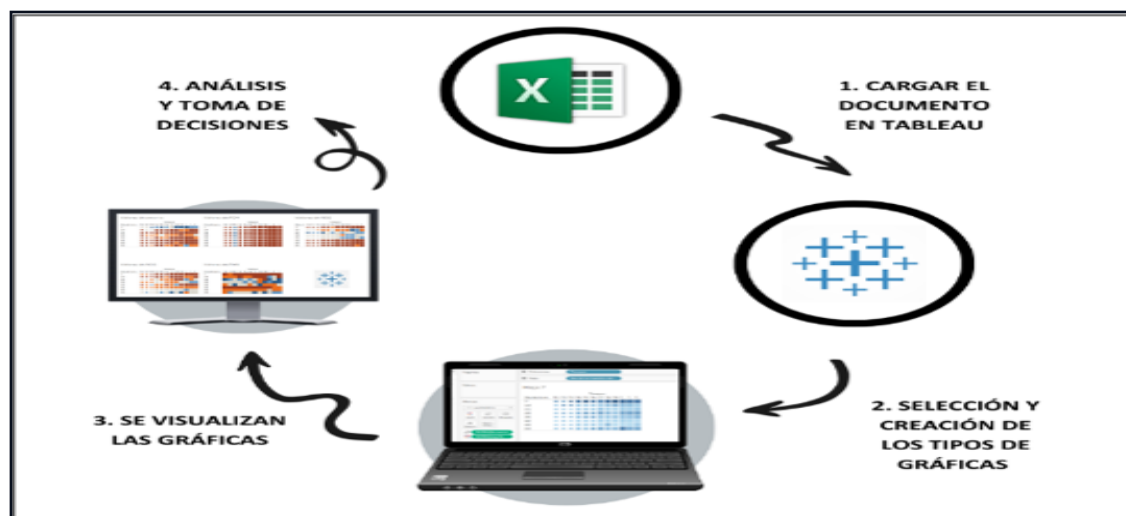 1. CARGAR EL
DOCUMENTO
EN TABLEAU
2. SELECCIÓN Y
CREACIÓN DE
LOS TIPOS DE
GRÁFICAS
3. SE VISUALIZAN
LAS GRÁFICAS
4. ANÁLISIS
Y TOMA DE
DECISIONES
X